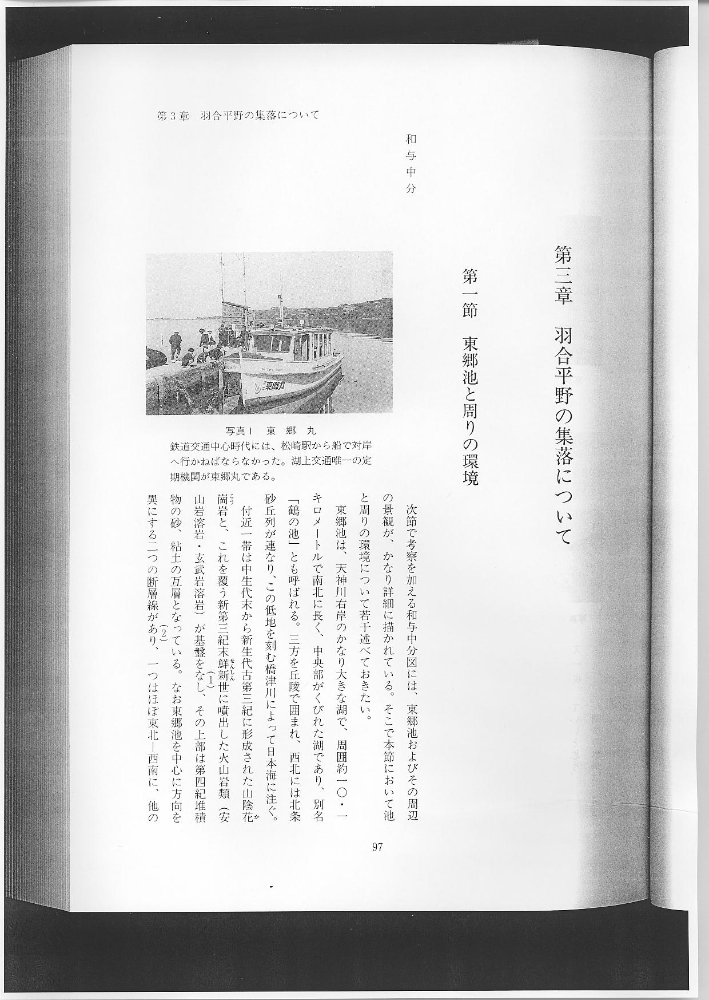 第3章　羽合平野の集落について
第三章　羽合平野の集落について
第一節　東郷池と周りの環境
和与中分
次節で考察を加える和与中分図には、東郷池およびその周辺
の景観が、かなり詳細に描かれている。そこで本節において池
と周りの環境について若干述べておきたい。
東郷池は、天神川右岸のかなり大きな湖で、周囲約一〇・一
キロメートルで南北に長く、中央部がくびれた湖であり、別名
「鶴の池」とも呼ばれる。三方を丘陵で囲まれ、西北には北条
砂丘列が連なり、この低地を刻む橋津川によって日本海に注ぐ。
付近一帯は中生代末から新生代古第三紀に形成された山陰花か
崗こう岩と、これを覆う新第三紀末鮮新せんしん世に噴出した火山岩類（安
山岩溶岩・玄武岩溶岩）が基盤をなし(1)、その上部は第四紀堆積
物の砂、粘土の互層となっている。なお東郷池を中心に方向を
異にする二つの断層線があり(2)、一つはほぼ東北—西南に、他の
東郷丸
写真1　東　郷　丸
鉄道交通中心時代には、松崎駅から船で対岸
へ行かねばならなかった。湖上交通唯一の定
期機関が東郷丸である。
97